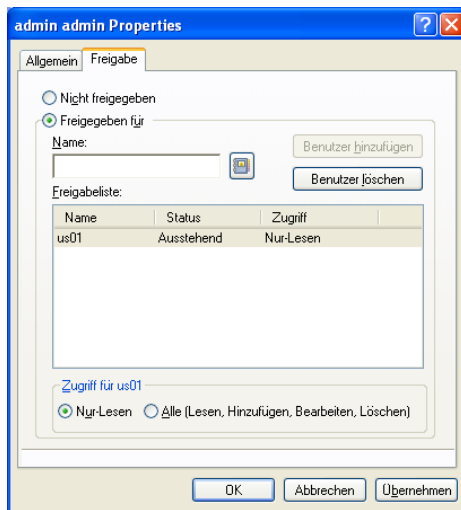 admin admin Properties
Allgemein Freigabe
Nicht freigegeben
Freigegeben für
Name:
Benutzer hinzufügen
Benutzer löschen
Freigabeliste:
Name Status Zugriff
us01 Ausstehend Nur-Lesen
Zugriff für us01
Nur-Lesen Alle (Lesen, Hinzufügen, Bearbeiten, Löschen)
OK Abbrechen Übernehmen